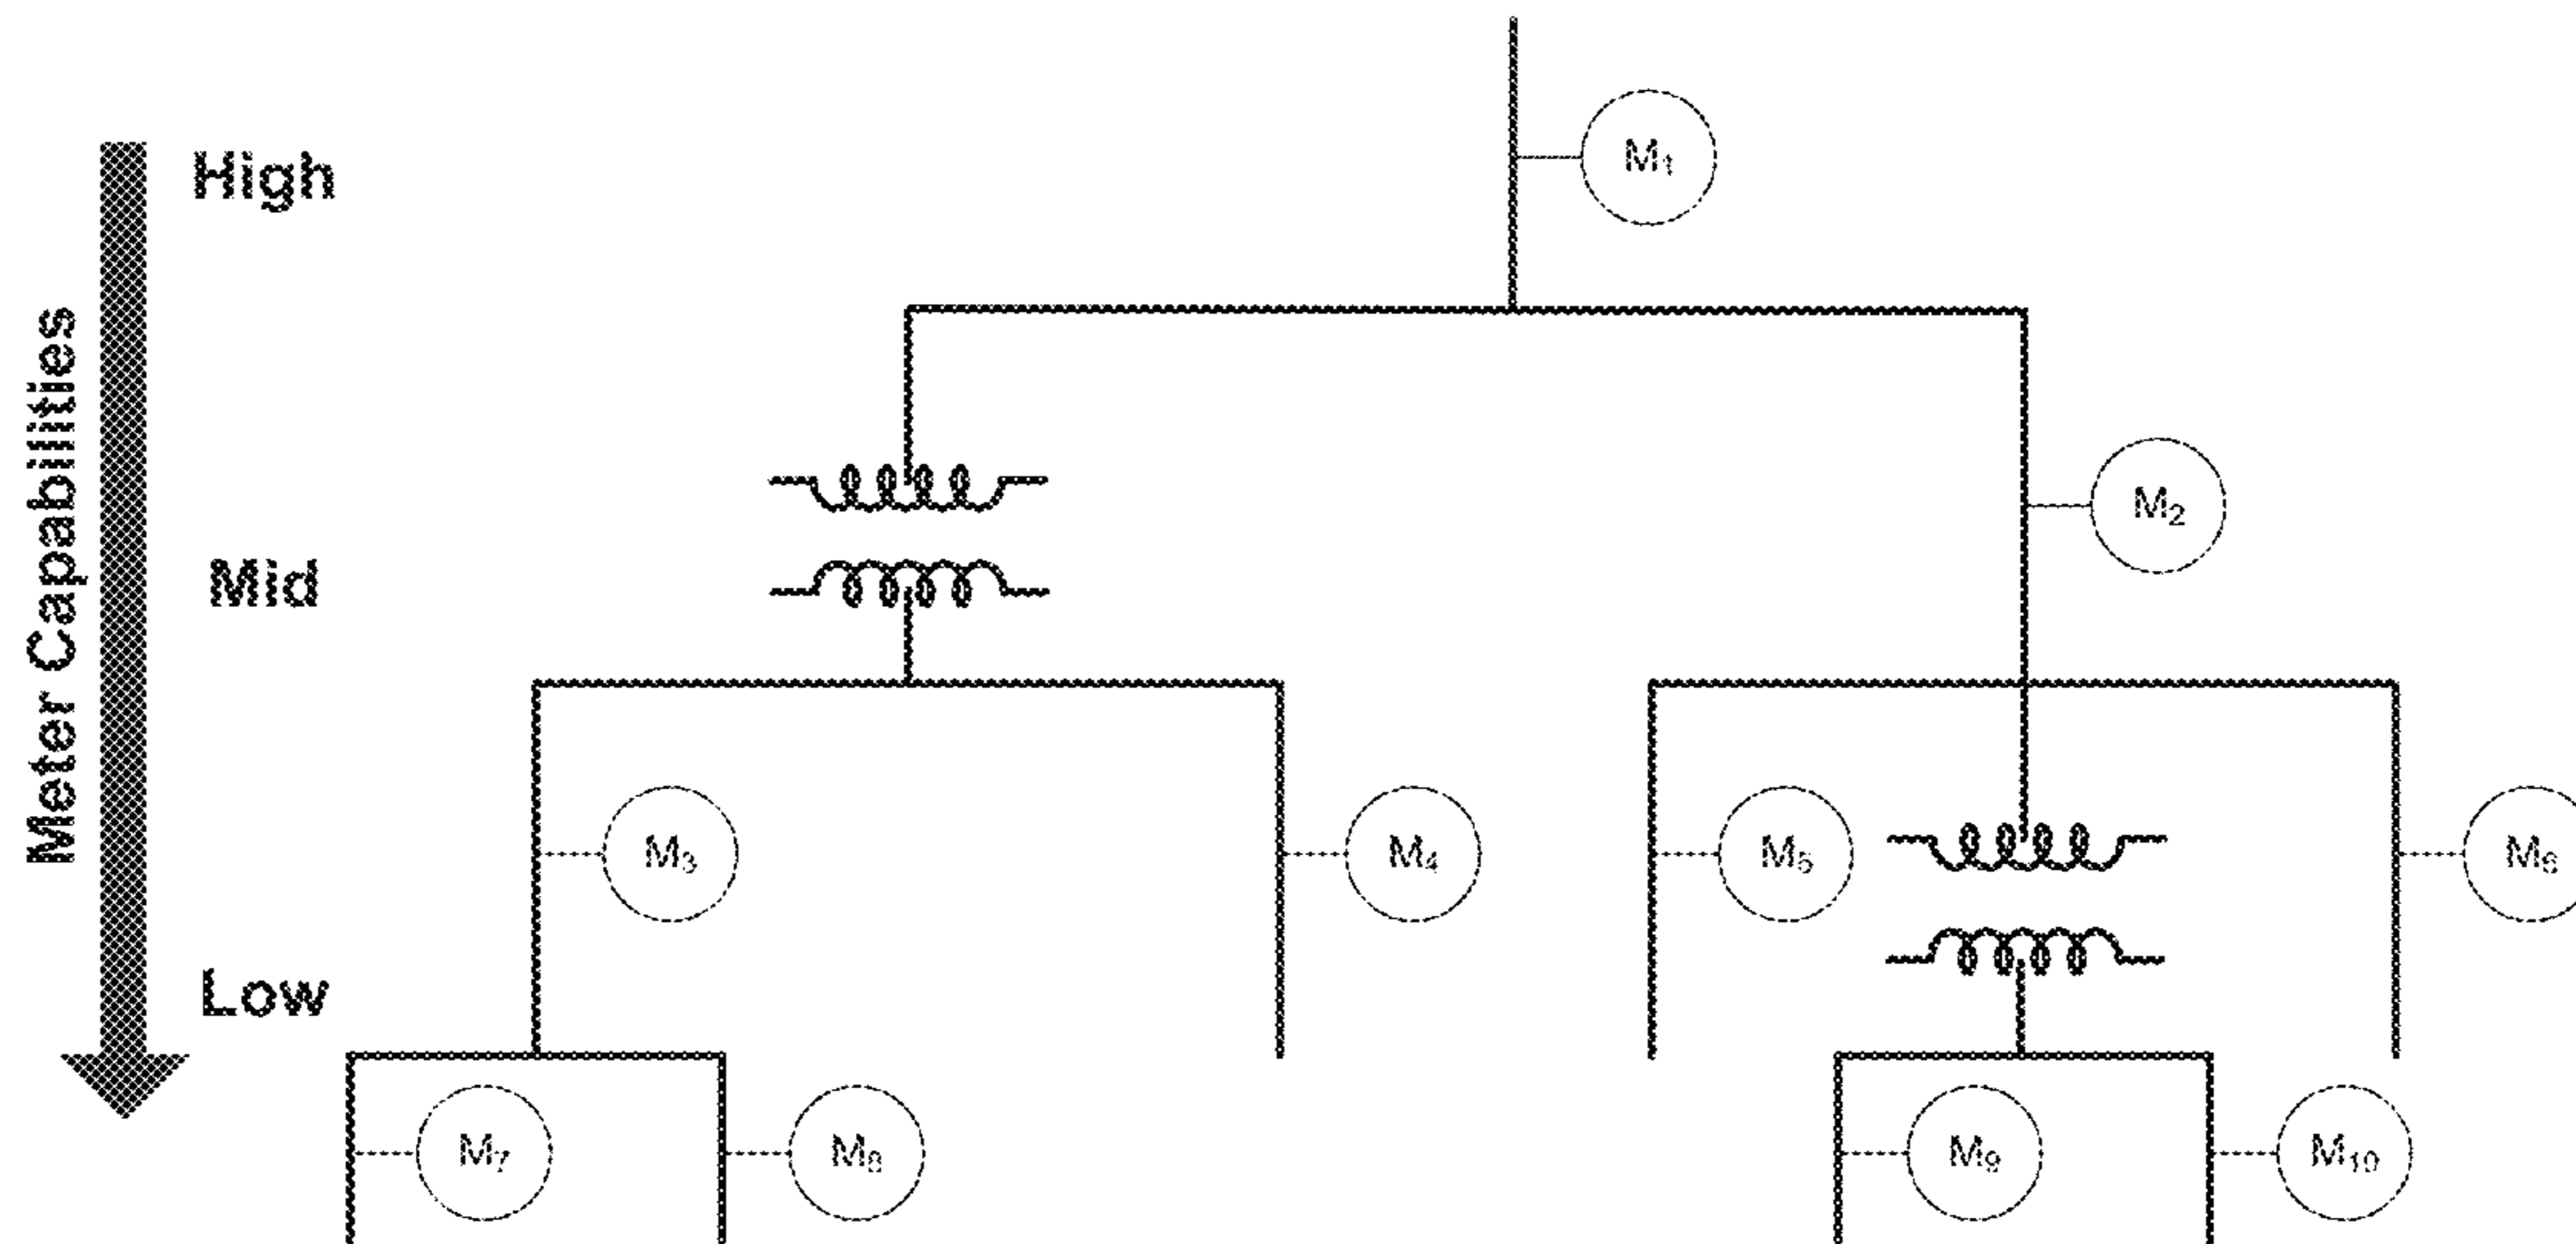 High
M₁
Meter Capabilities
M₂
Mid
M₃
M₄
M₅
M₆
Low
M₇
M₈
M₉
M₁₀